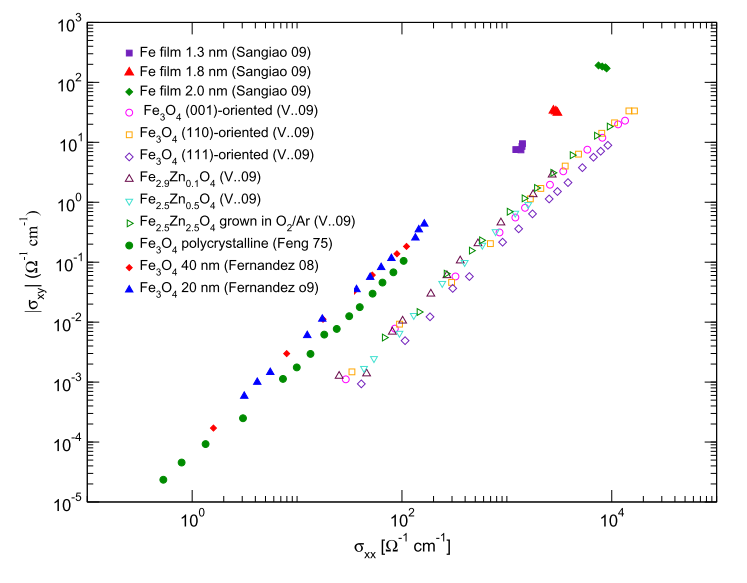 10^3
10^2
10^1
10^0
10^-1
10^-2
10^-3
10^-4
10^-5
|σ_xy| (Ω^-1 cm^-1)
Fe film 1.3 nm (Sangiao 09)
Fe film 1.8 nm (Sangiao 09)
Fe film 2.0 nm (Sangiao 09)
Fe3O4 (001)-oriented (V..09)
Fe3O4 (110)-oriented (V..09)
Fe3O4 (111)-oriented (V..09)
Fe2.9Zn0.1O4 (V..09)
Fe2.5Zn0.5O4 (V..09)
Fe2.5Zn2.5O4 grown in O2/Ar (V..09)
Fe3O4 polycrystalline (Feng 75)
Fe3O4 40 nm (Fernandez 08)
Fe3O4 20 nm (Fernandez o9)
10^0 10^2 10^4
σ_xx [Ω^-1 cm^-1]